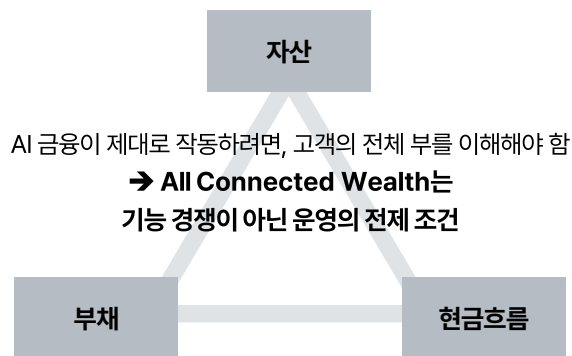 자산
AI 금융이 제대로 작동하려면, 고객의 전체 부를 이해해야 함
➔ All Connected Wealth는
기능 경쟁이 아닌 운영의 전제 조건
부채
현금흐름